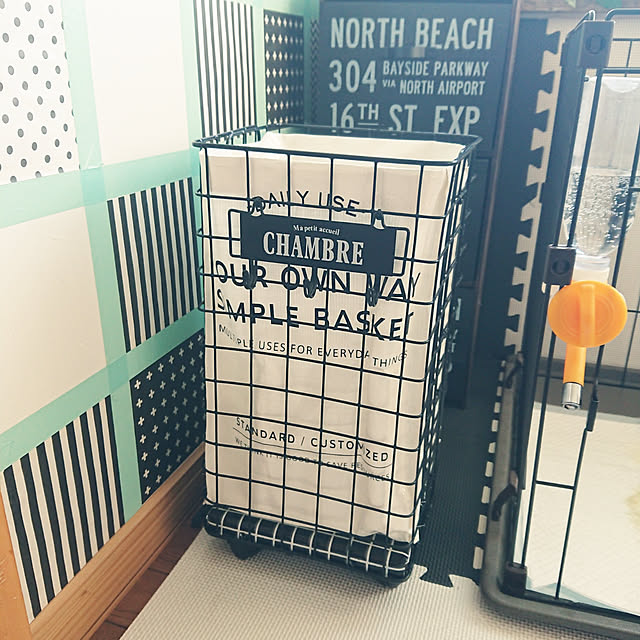 NORTH BEACH
304 BAYSIDE PARKWAY
VIA NORTH AIRPORT
16TH ST EXP
DAILY USE
Ma petit accueil
CHAMBRE
OUR OWN WAY
SIMPLE BASKET
MULTIPLE USES FOR EVERYDAY THINGS
STANDARD / CUSTOMIZED